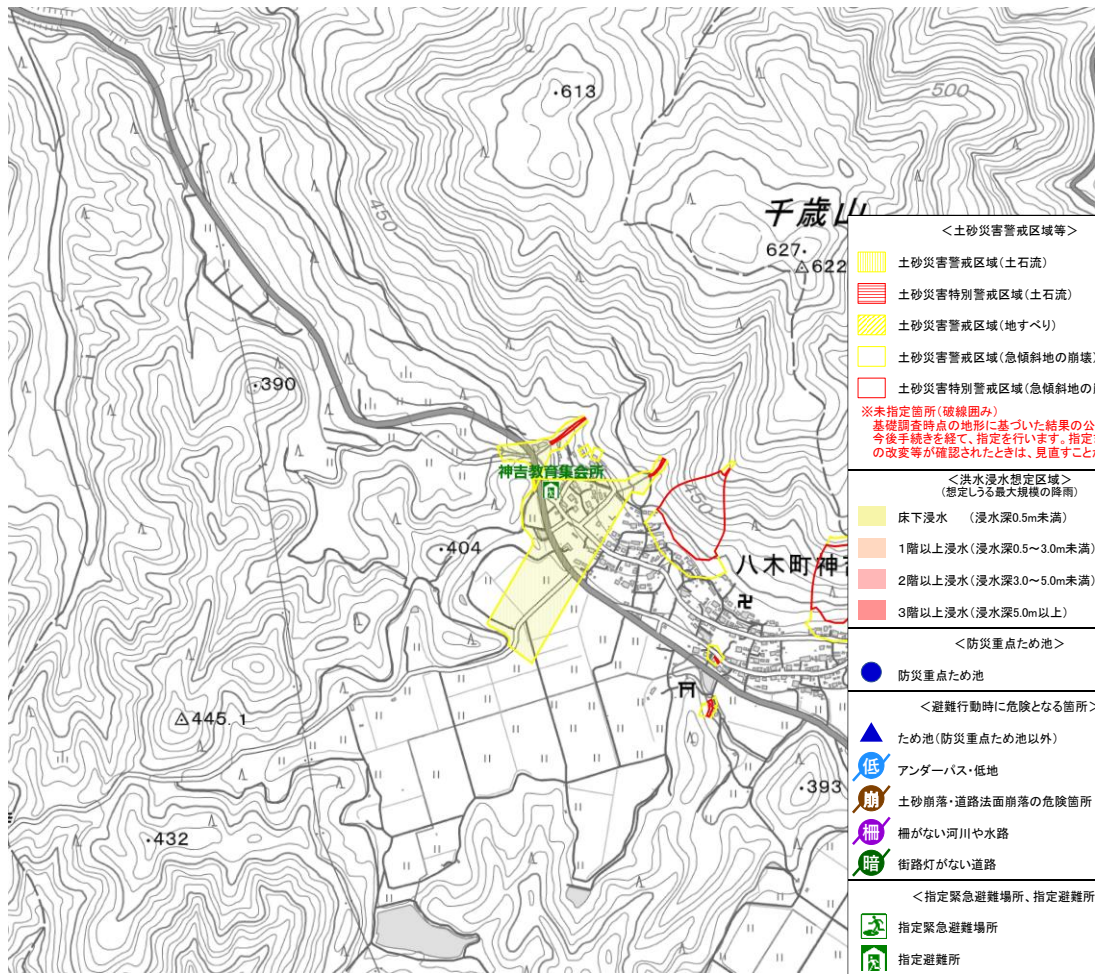 613
500
450
千歳山
627
622
390
神吉教育集会所
450
404
八木町神吉
卍
445.1
393
432
＜土砂災害警戒区域等＞
土砂災害警戒区域(土石流)
土砂災害特別警戒区域(土石流)
土砂災害警戒区域(地すべり)
土砂災害警戒区域(急傾斜地の崩壊)
土砂災害特別警戒区域(急傾斜地の
※未指定箇所(破線囲み)
基礎調査時点の地形に基づいた結果の公
今後手続きを経て、指定を行います。指定
の改変等が確認されたときは、見直すこと
＜洪水浸水想定区域＞
(想定しうる最大規模の降雨)
床下浸水　(浸水深0.5m未満)
1階以上浸水(浸水深0.5～3.0m未満)
2階以上浸水(浸水深3.0～5.0m未満)
3階以上浸水(浸水深5.0m以上)
＜防災重点ため池＞
防災重点ため池
＜避難行動時に危険となる箇所＞
ため池(防災重点ため池以外)
低 アンダーパス・低地
崩 土砂崩落・道路法面崩落の危険箇所
柵 柵がない河川や水路
暗 街路灯がない道路
＜指定緊急避難場所、指定避難所
指定緊急避難場所
指定避難所